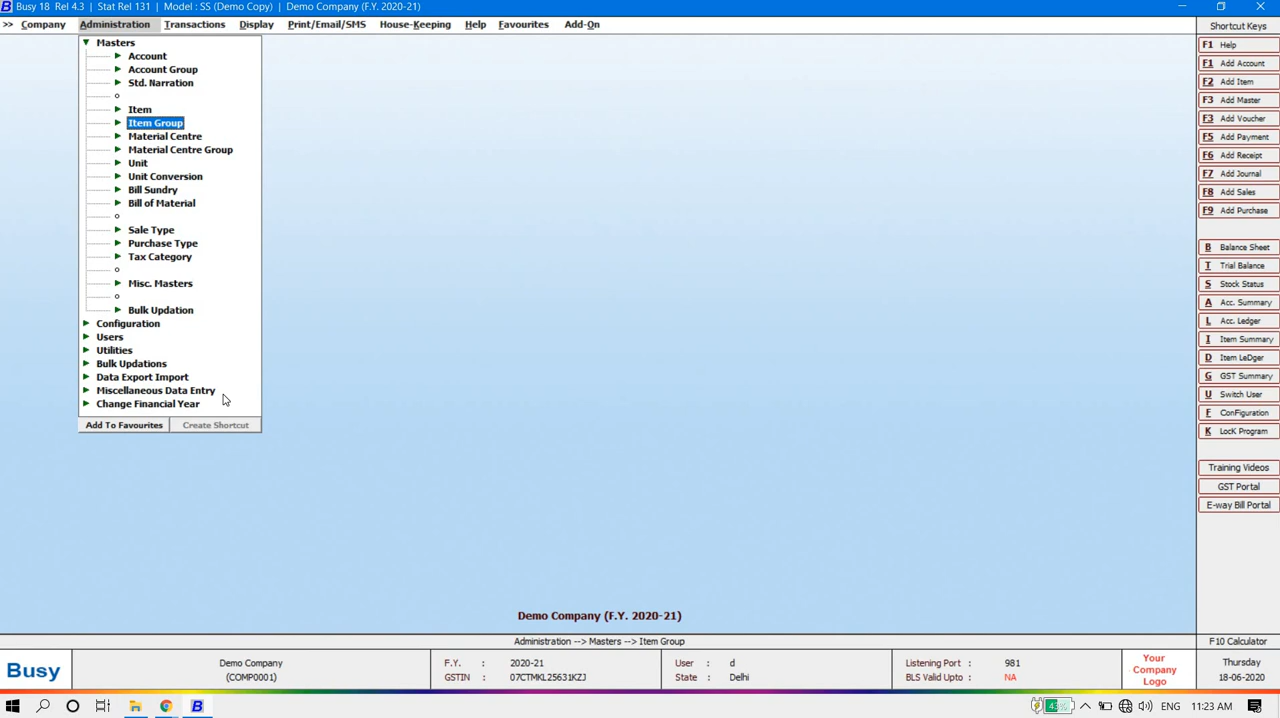 Busy 18 Rel 4.3 | Stat Rel 131 | Model : SS (Demo Copy) | Demo Company (F.Y. 2020-21)
>> Company Administration Transactions Display Print/Email/SMS House-Keeping Help Favourites Add-On
Masters
Account
Account Group
Std. Narration
Item
Item Group
Material Centre
Material Centre Group
Unit
Unit Conversion
Bill Sundry
Bill of Material
Sale Type
Purchase Type
Tax Category
Misc. Masters
Bulk Updation
Configuration
Users
Utilities
Bulk Updations
Data Export Import
Miscellaneous Data Entry
Change Financial Year
Add To Favourites Create Shortcut
Shortcut Keys
F1 Help
F1 Add Account
F2 Add Item
F3 Add Master
F3 Add Voucher
F5 Add Payment
F6 Add Receipt
F7 Add Journal
F8 Add Sales
F9 Add Purchase
B Balance Sheet
T Trial Balance
S Stock Status
A Acc. Summary
L Acc. Ledger
I Item Summary
D Item LeDger
G GST Summary
U Switch User
F ConFiguration
K LocK Program
Training Videos
GST Portal
E-way Bill Portal
Demo Company (F.Y. 2020-21)
Administration --> Masters --> Item Group F10 Calculator
Busy
Demo Company
(COMP0001)
F.Y. : 2020-21
GSTIN : 07CTMKL25631KZJ
User : d
State : Delhi
Listening Port : 981
BLS Valid Upto : NA
Your
Company
Logo
Thursday
18-06-2020
ENG 11:23 AM